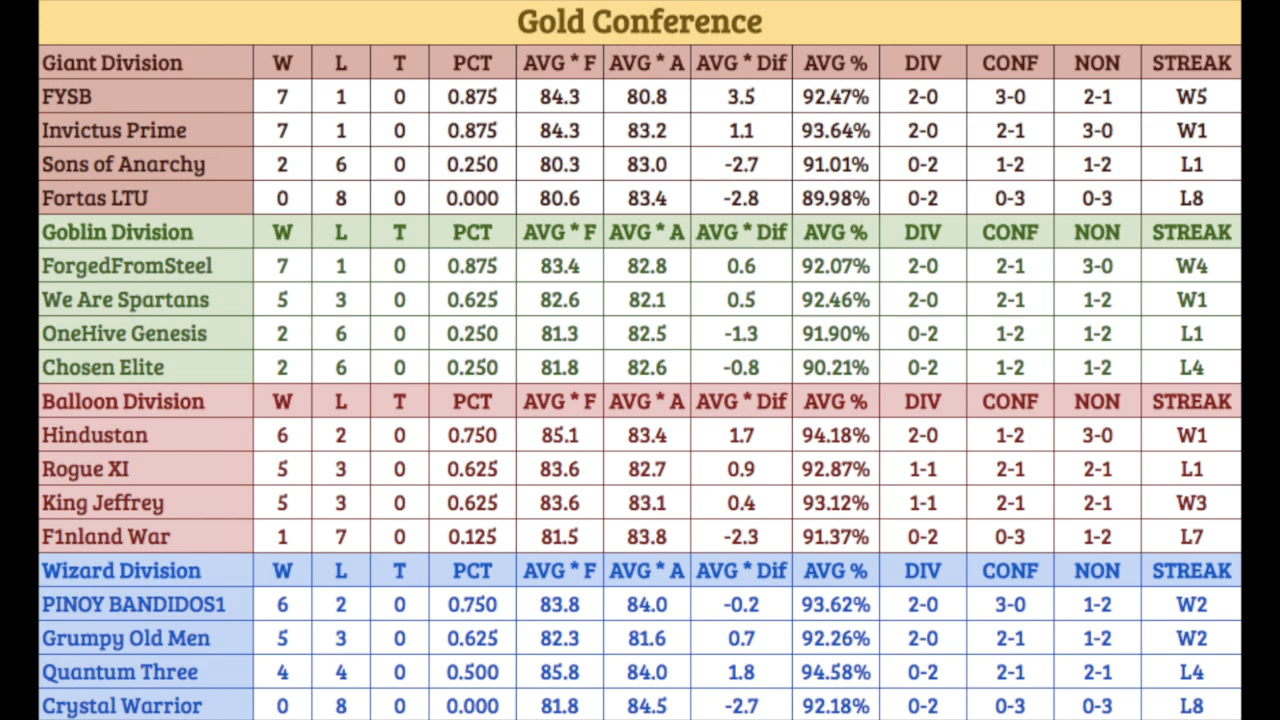 Gold Conference
Giant Division W L T PCT AVG * F AVG * A AVG * Dif AVG % DIV CONF NON STREAK
FYSB 7 1 0 0.875 84.3 80.8 3.5 92.47% 2-0 3-0 2-1 W5
Invictus Prime 7 1 0 0.875 84.3 83.2 1.1 93.64% 2-0 2-1 3-0 W1
Sons of Anarchy 2 6 0 0.250 80.3 83.0 -2.7 91.01% 0-2 1-2 1-2 L1
Fortas LTU 0 8 0 0.000 80.6 83.4 -2.8 89.98% 0-2 0-3 0-3 L8
Goblin Division W L T PCT AVG * F AVG * A AVG * Dif AVG % DIV CONF NON STREAK
ForgedFromSteel 7 1 0 0.875 83.4 82.8 0.6 92.07% 2-0 2-1 3-0 W4
We Are Spartans 5 3 0 0.625 82.6 82.1 0.5 92.46% 2-0 2-1 1-2 W1
OneHive Genesis 2 6 0 0.250 81.3 82.5 -1.3 91.90% 0-2 1-2 1-2 L1
Chosen Elite 2 6 0 0.250 81.8 82.6 -0.8 90.21% 0-2 1-2 1-2 L4
Balloon Division W L T PCT AVG * F AVG * A AVG * Dif AVG % DIV CONF NON STREAK
Hindustan 6 2 0 0.750 85.1 83.4 1.7 94.18% 2-0 1-2 3-0 W1
Rogue XI 5 3 0 0.625 83.6 82.7 0.9 92.87% 1-1 2-1 2-1 L1
King Jeffrey 5 3 0 0.625 83.6 83.1 0.4 93.12% 1-1 2-1 2-1 W3
F1nland War 1 7 0 0.125 81.5 83.8 -2.3 91.37% 0-2 0-3 1-2 L7
Wizard Division W L T PCT AVG * F AVG * A AVG * Dif AVG % DIV CONF NON STREAK
PINOY BANDIDOS1 6 2 0 0.750 83.8 84.0 -0.2 93.62% 2-0 3-0 1-2 W2
Grumpy Old Men 5 3 0 0.625 82.3 81.6 0.7 92.26% 2-0 2-1 1-2 W2
Quantum Three 4 4 0 0.500 85.8 84.0 1.8 94.58% 0-2 2-1 2-1 L4
Crystal Warrior 0 8 0 0.000 81.8 84.5 -2.7 92.18% 0-2 0-3 0-3 L8